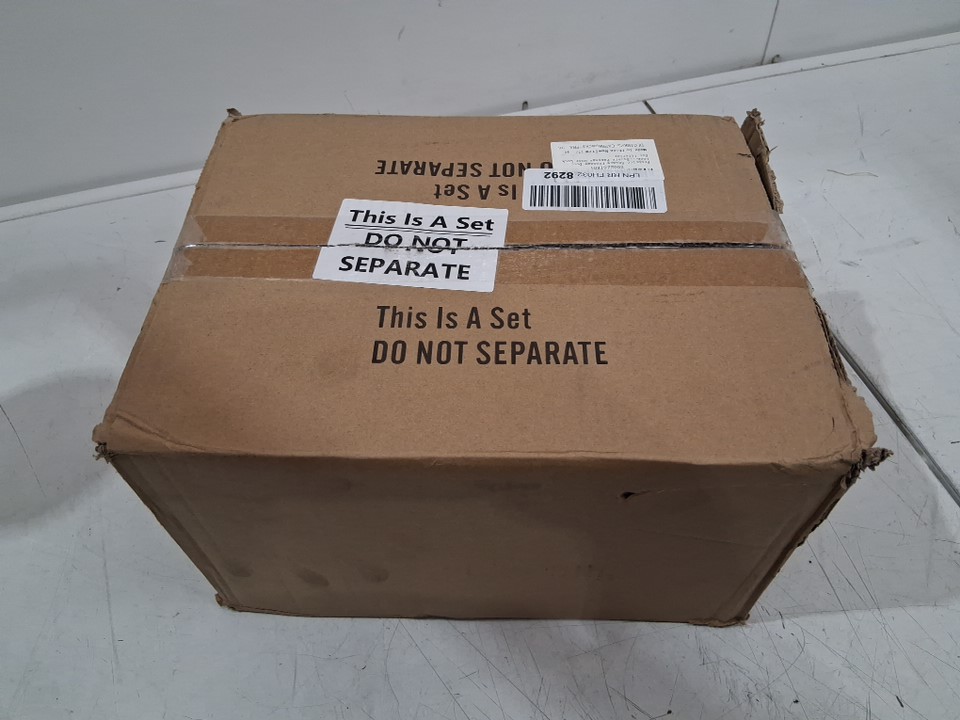 DO NOT SEPARATE
Is A Set
8292
This Is A Set
DO NOT
SEPARATE
This Is A Set
DO NOT SEPARATE